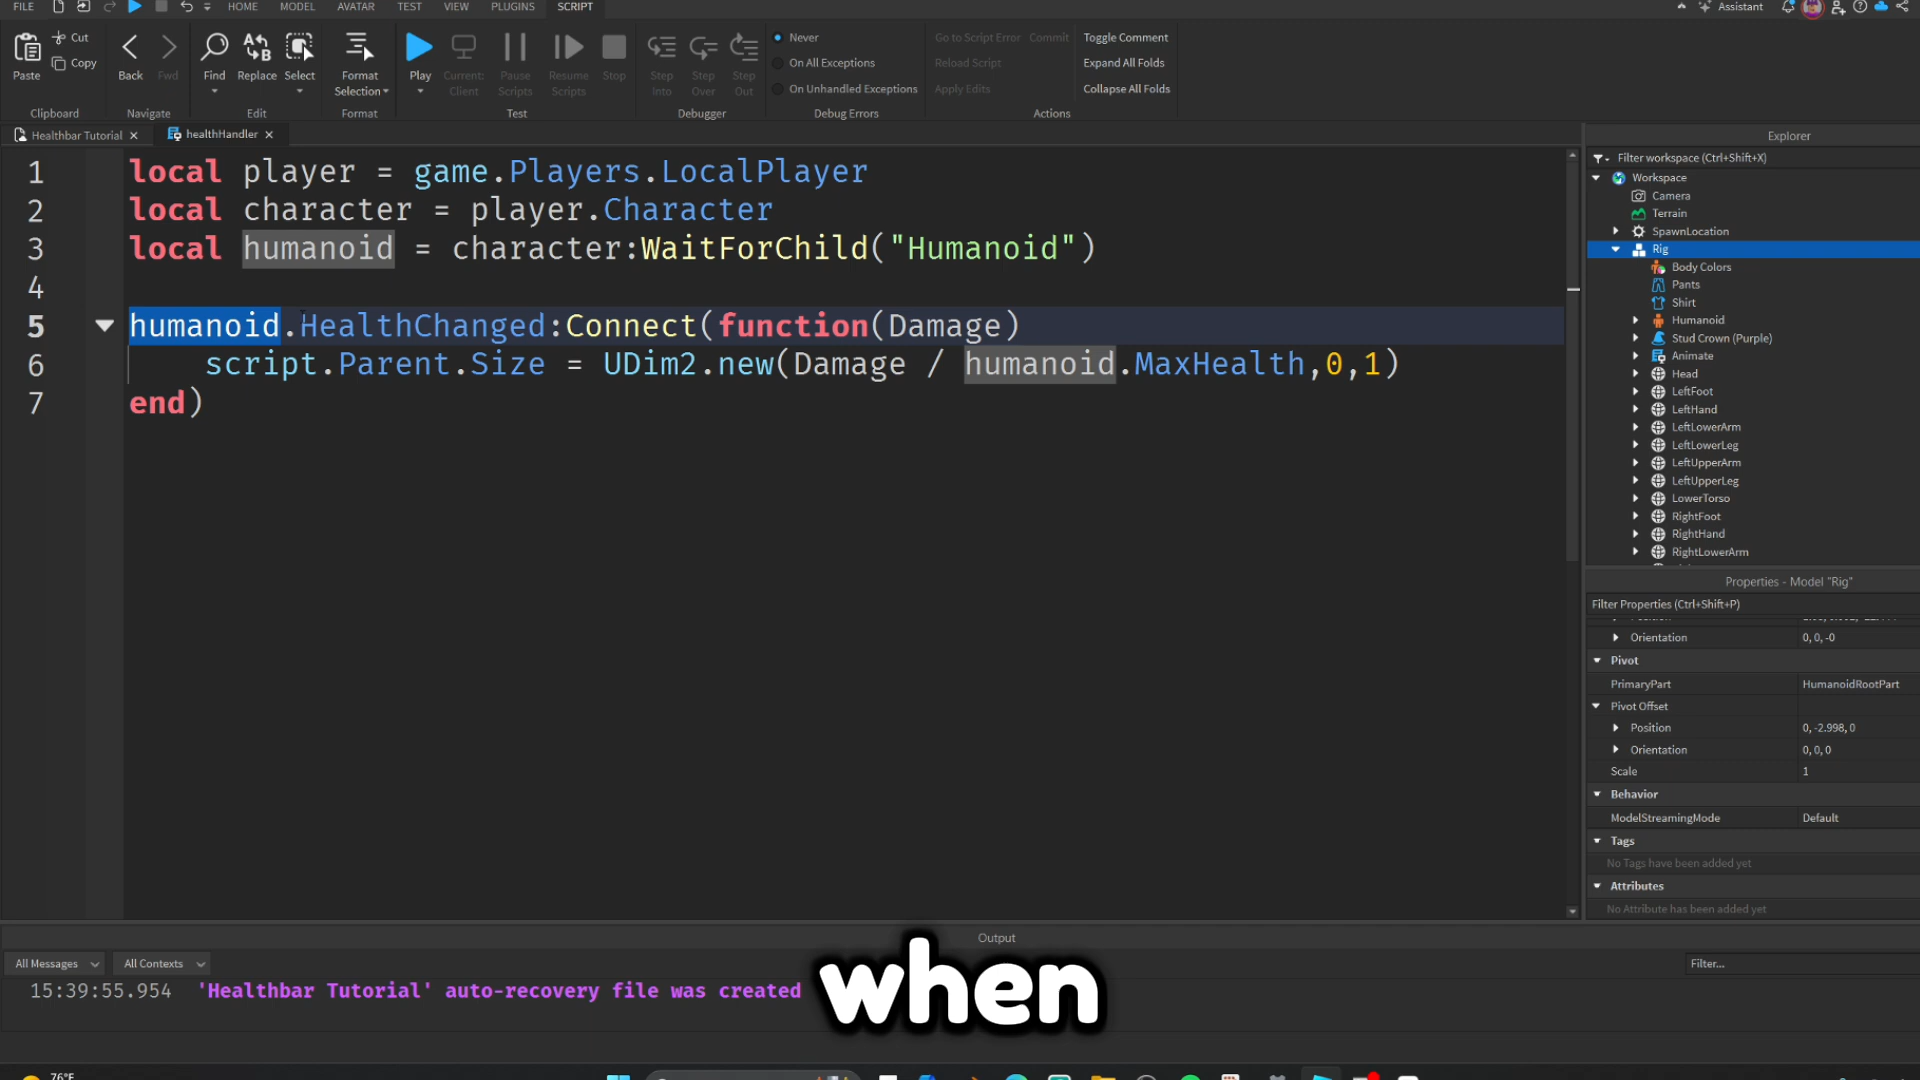 FILE HOME MODEL AVATAR TEST VIEW PLUGINS SCRIPT Assistant
Cut
Copy
Paste Back Fwd Find Replace Select Format Selection Play Current: Client Pause Scripts Resume Scripts Stop Step Into Step Over Step Out
Never
On All Exceptions
On Unhandled Exceptions
Go to Script Error Commit
Reload Script
Apply Edits
Toggle Comment
Expand All Folds
Collapse All Folds
Clipboard Navigate Edit Format Test Debugger Debug Errors Actions
Healthbar Tutorial healthHandler
1 local player = game.Players.LocalPlayer
2 local character = player.Character
3 local humanoid = character:WaitForChild("Humanoid")
4
5 humanoid.HealthChanged:Connect(function(Damage)
6 script.Parent.Size = UDim2.new(Damage / humanoid.MaxHealth,0,1)
7 end)
Explorer
Filter workspace (Ctrl+Shift+X)
Workspace
Camera
Terrain
SpawnLocation
Rig
Body Colors
Pants
Shirt
Humanoid
Stud Crown (Purple)
Animate
Head
LeftFoot
LeftHand
LeftLowerArm
LeftLowerLeg
LeftUpperArm
LeftUpperLeg
LowerTorso
RightFoot
RightHand
RightLowerArm
Properties - Model "Rig"
Filter Properties (Ctrl+Shift+P)
Orientation 0, 0, -0
Pivot
PrimaryPart HumanoidRootPart
Pivot Offset
Position 0, -2.998, 0
Orientation 0, 0, 0
Scale 1
Behavior
ModelStreamingMode Default
Tags
No Tags have been added yet
Attributes
No Attribute has been added yet
Output
All Messages All Contexts Filter...
15:39:55.954 'Healthbar Tutorial' auto-recovery file was created
when
76°F